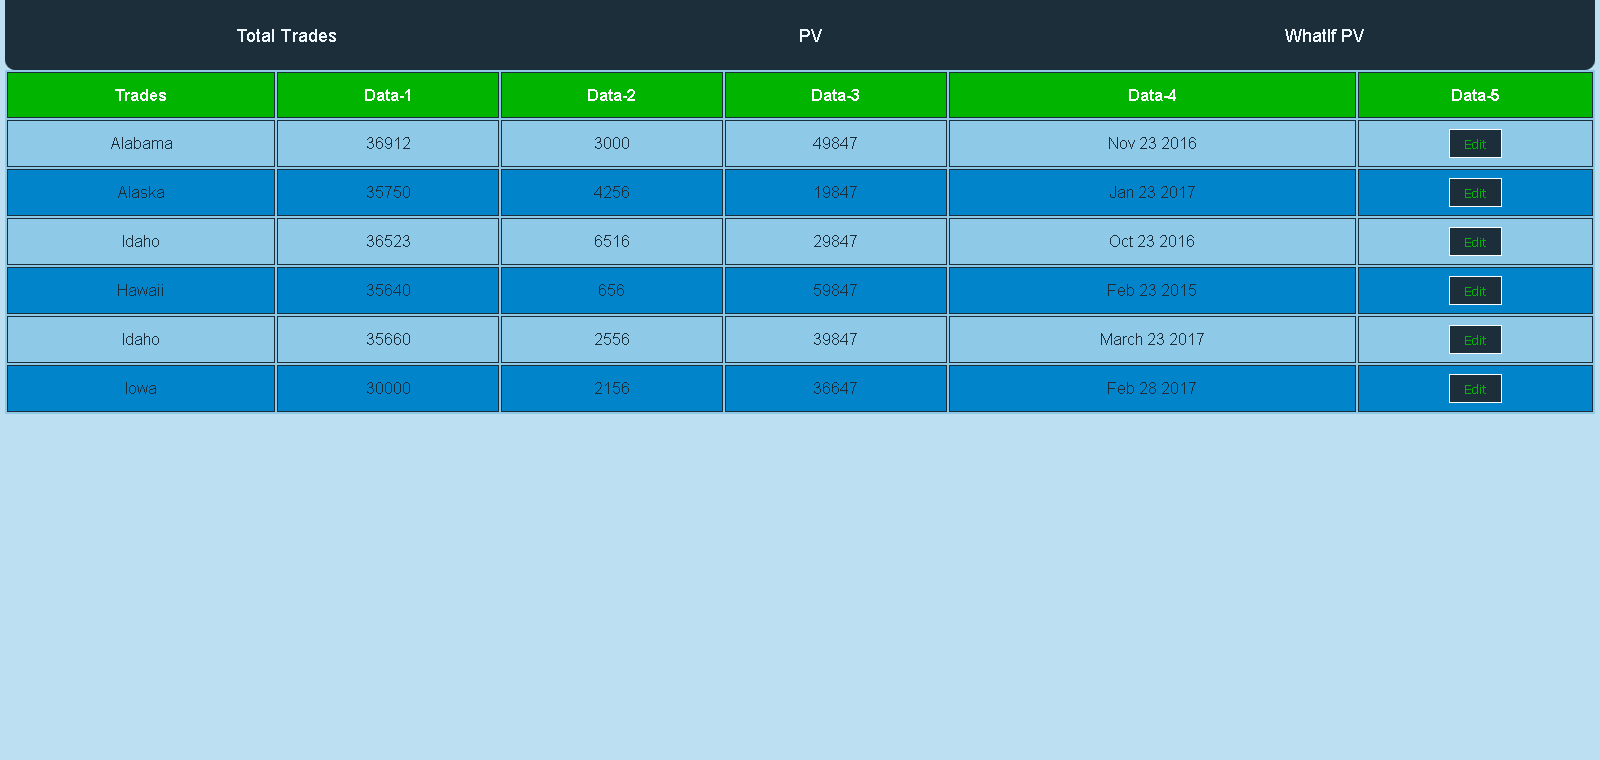 Total Trades PV WhatIf PV
Trades Data-1 Data-2 Data-3 Data-4 Data-5
Alabama 36912 3000 49847 Nov 23 2016 Edit
Alaska 35750 4256 19847 Jan 23 2017 Edit
Idaho 36523 6516 29847 Oct 23 2016 Edit
Hawaii 35640 656 59847 Feb 23 2015 Edit
Idaho 35660 2556 39847 March 23 2017 Edit
Iowa 30000 2156 36647 Feb 28 2017 Edit